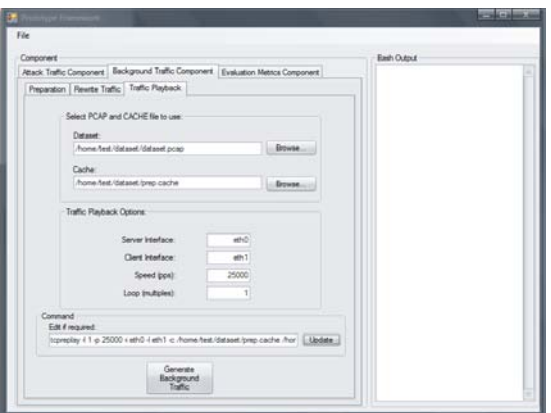 Prototype Framework
File
Component
Bash Output
Attack Traffic Component Background Traffic Component Evaluation Metrics Component
Preparation Rewrite Traffic Traffic Playback
Select PCAP and CACHE file to use:
Dataset:
/home/test/dataset/dataset.pcap Browse...
Cache:
/home/test/dataset/prep.cache Browse...
Traffic Playback Options:
Server Interface: eth0
Client Interface: eth1
Speed (pps): 25000
Loop (multiples): 1
Command
Edit if required:
tcpreplay -l 1 -p 25000 -i eth0 -I eth1 -c /home/test/dataset/prep.cache /hor Update
Generate
Background
Traffic